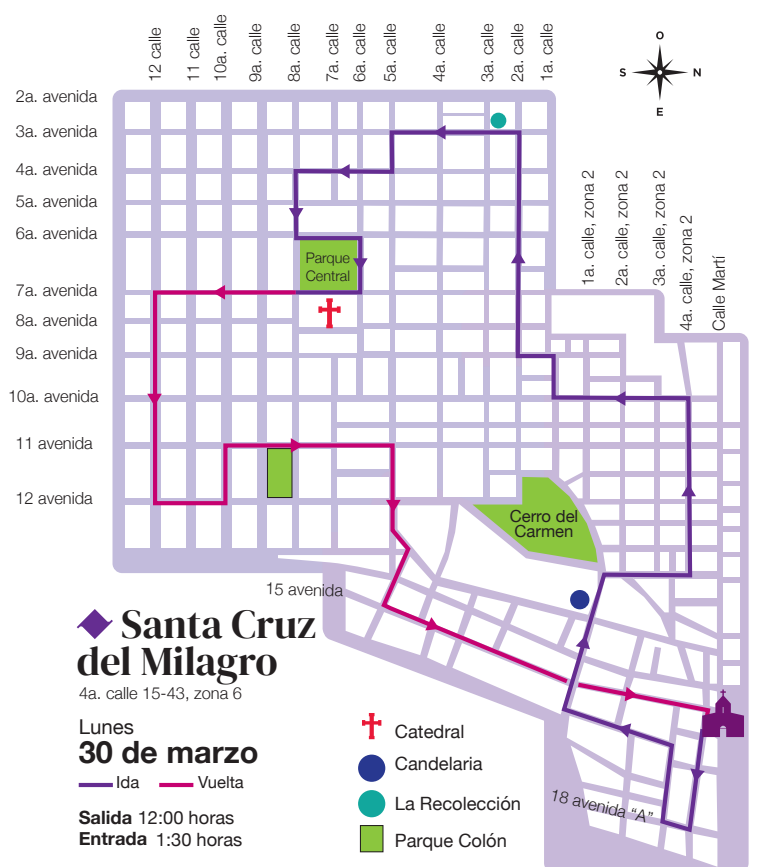 12 calle
11 calle
10a. calle
9a. calle
8a. calle
7a. calle
6a. calle
5a. calle
4a. calle
3a. calle
2a. calle
1a. calle
O
S
N
E
2a. avenida
3a. avenida
4a. avenida
5a. avenida
6a. avenida
7a. avenida
8a. avenida
9a. avenida
10a. avenida
11 avenida
12 avenida
1a. calle, zona 2
2a. calle, zona 2
3a. calle, zona 2
4a. calle, zona 2
Calle Martí
Parque
Central
Cerro del
Carmen
15 avenida
18 avenida "A"
Santa Cruz
del Milagro
4a. calle 15-43, zona 6
Lunes
30 de marzo
Ida
Vuelta
Salida 12:00 horas
Entrada 1:30 horas
Catedral
Candelaria
La Recolección
Parque Colón